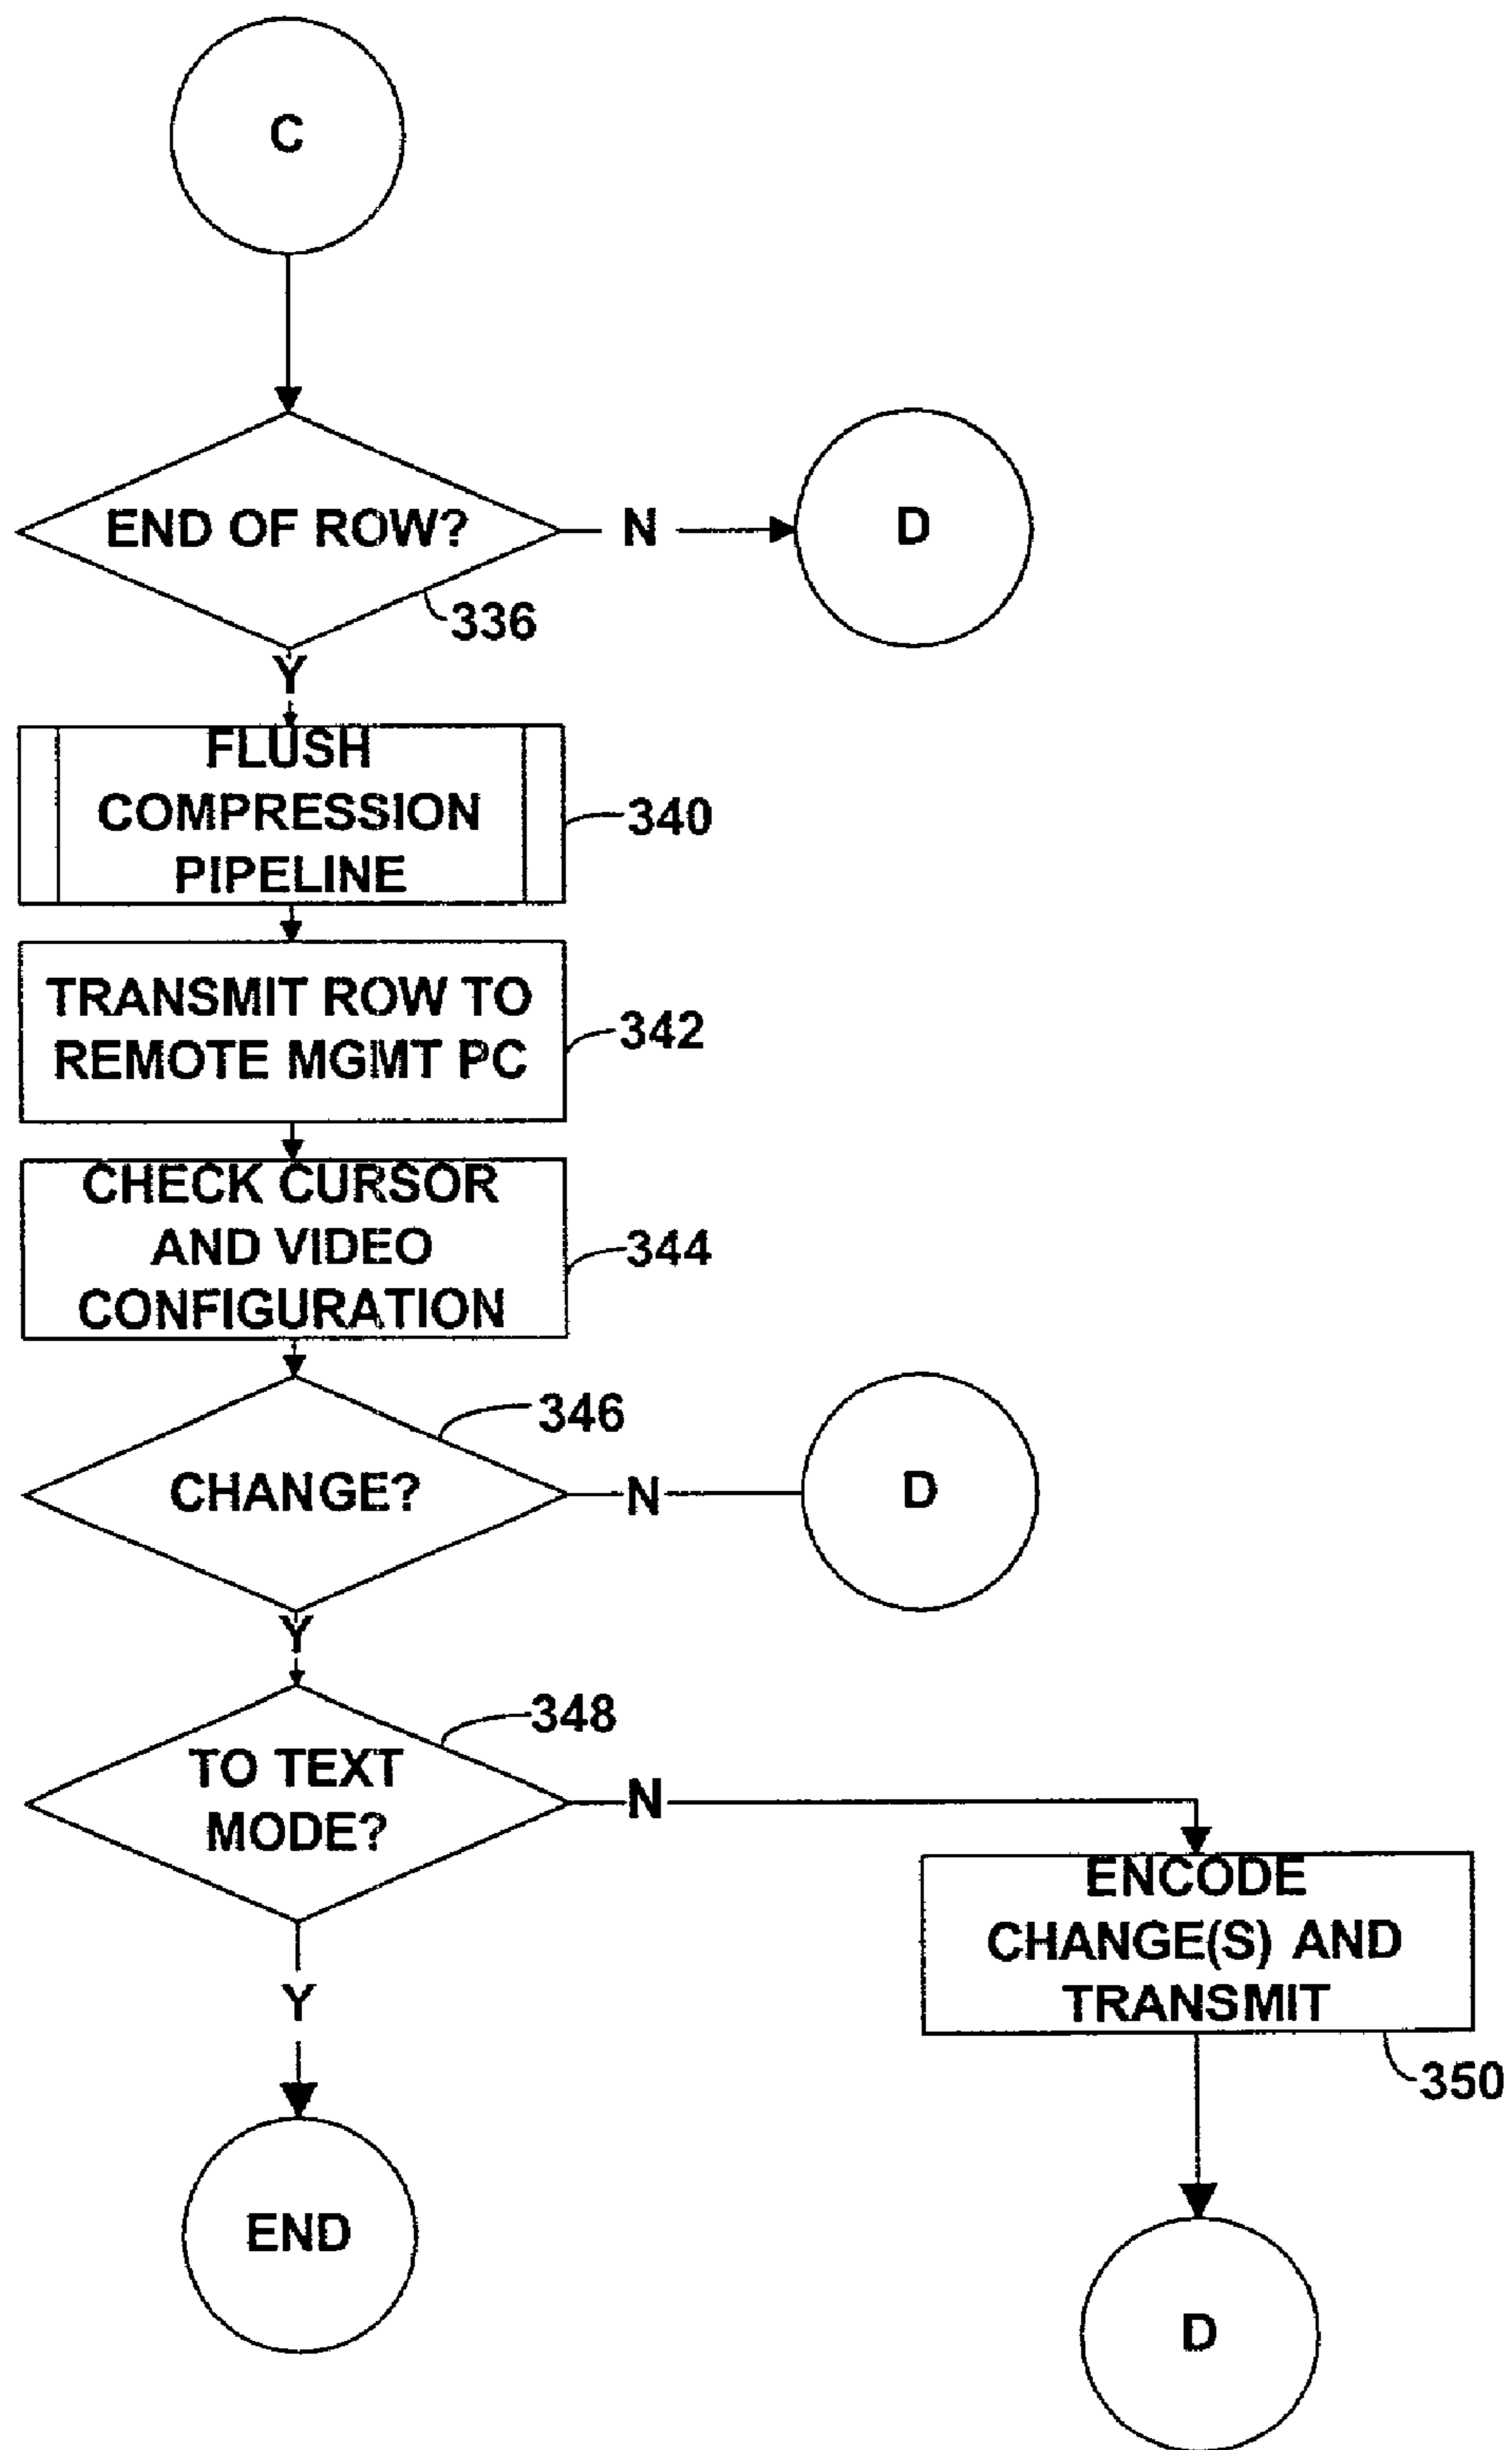 C
END OF ROW?
N
D
336
Y
FLUSH
COMPRESSION
PIPELINE
340
TRANSMIT ROW TO
REMOTE MGMT PC
342
CHECK CURSOR
AND VIDEO
CONFIGURATION
344
346
CHANGE?
N
D
Y
348
TO TEXT
MODE?
N
ENCODE
CHANGE(S) AND
TRANSMIT
350
Y
END
D